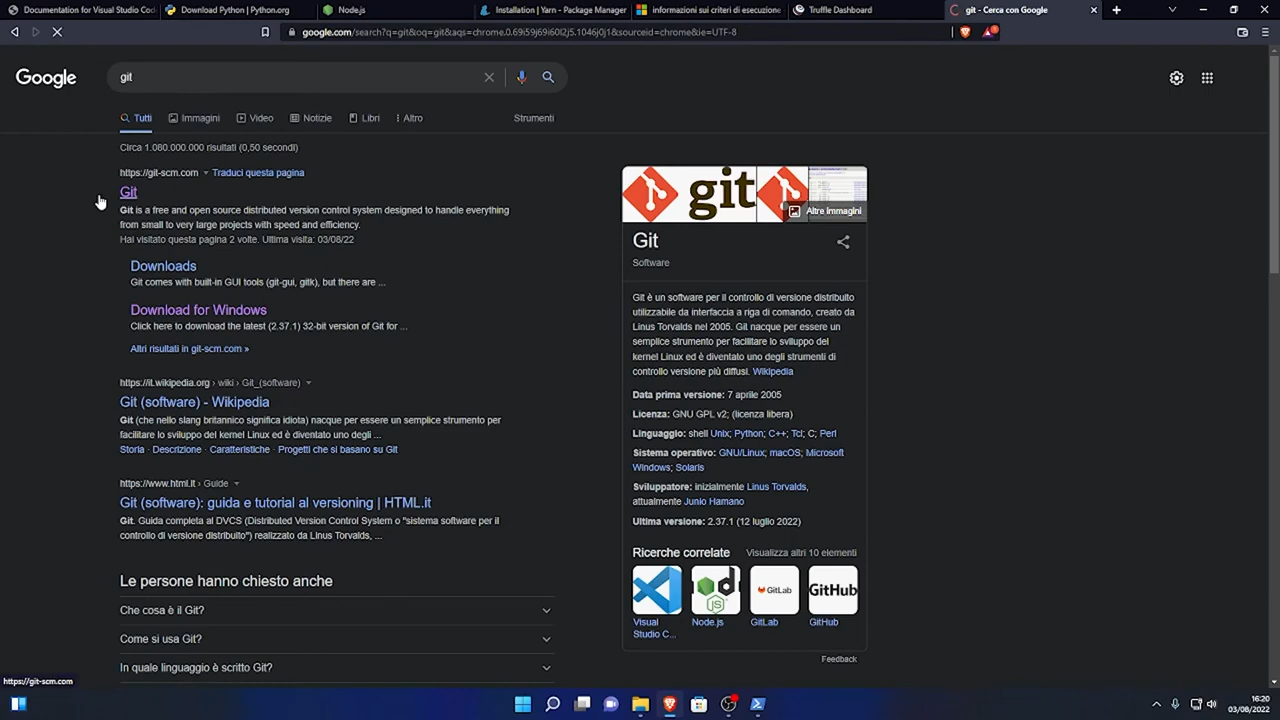 Documentation for Visual Studio Cod
Download Python | Python.org
Node.js
Installation | Yarn - Package Manager
informazioni sui criteri di esecuzione
Truffle Dashboard
git - Cerca con Google
google.com/search?q=git&oq=git&aqs=chrome.0.69i59j69i60l2j5.1046j0j1&sourceid=chrome&ie=UTF-8
Google
git
Tutti
Immagini
Video
Notizie
Libri
Altro
Strumenti
Circa 1.080.000.000 risultati (0,50 secondi)
https://git-scm.com
Traduci questa pagina
Git
Git is a free and open source distributed version control system designed to handle everything
from small to very large projects with speed and efficiency.
Hai visitato questa pagina 2 volte. Ultima visita: 03/08/22
Downloads
Git comes with built-in GUI tools (git-gui, gitk), but there are ...
Download for Windows
Click here to download the latest (2.37.1) 32-bit version of Git for ...
Altri risultati in git-scm.com »
https://it.wikipedia.org › wiki › Git_(software)
Git (software) - Wikipedia
Git (che nello slang britannico significa idiota) nacque per essere un semplice strumento per
facilitare lo sviluppo del kernel Linux ed è diventato uno degli ...
Storia · Descrizione · Caratteristiche · Progetti che si basano su Git
https://www.html.it › Guide
Git (software): guida e tutorial al versioning | HTML.it
Git. Guida completa al DVCS (Distributed Version Control System o "sistema software per il
controllo di versione distribuito") realizzato da Linus Torvalds, ...
Le persone hanno chiesto anche
Che cosa è il Git?
Come si usa Git?
In quale linguaggio è scritto Git?
git
Altre immagini
Git
Software
Git è un software per il controllo di versione distribuito
utilizzabile da interfaccia a riga di comando, creato da
Linus Torvalds nel 2005. Git nacque per essere un
semplice strumento per facilitare lo sviluppo del
kernel Linux ed è diventato uno degli strumenti di
controllo versione più diffusi. Wikipedia
Data prima versione: 7 aprile 2005
Licenza: GNU GPL v2; (licenza libera)
Linguaggio: shell Unix; Python; C++; Tcl; C; Perl
Sistema operativo: GNU/Linux; macOS; Microsoft
Windows; Solaris
Sviluppatore: inizialmente Linus Torvalds,
attualmente Junio Hamano
Ultima versione: 2.37.1 (12 luglio 2022)
Ricerche correlate
Visualizza altri 10 elementi
GitLab
GitHub
Visual
Studio C...
Node.js
GitLab
GitHub
Feedback
https://git-scm.com
16:20
03/08/2022